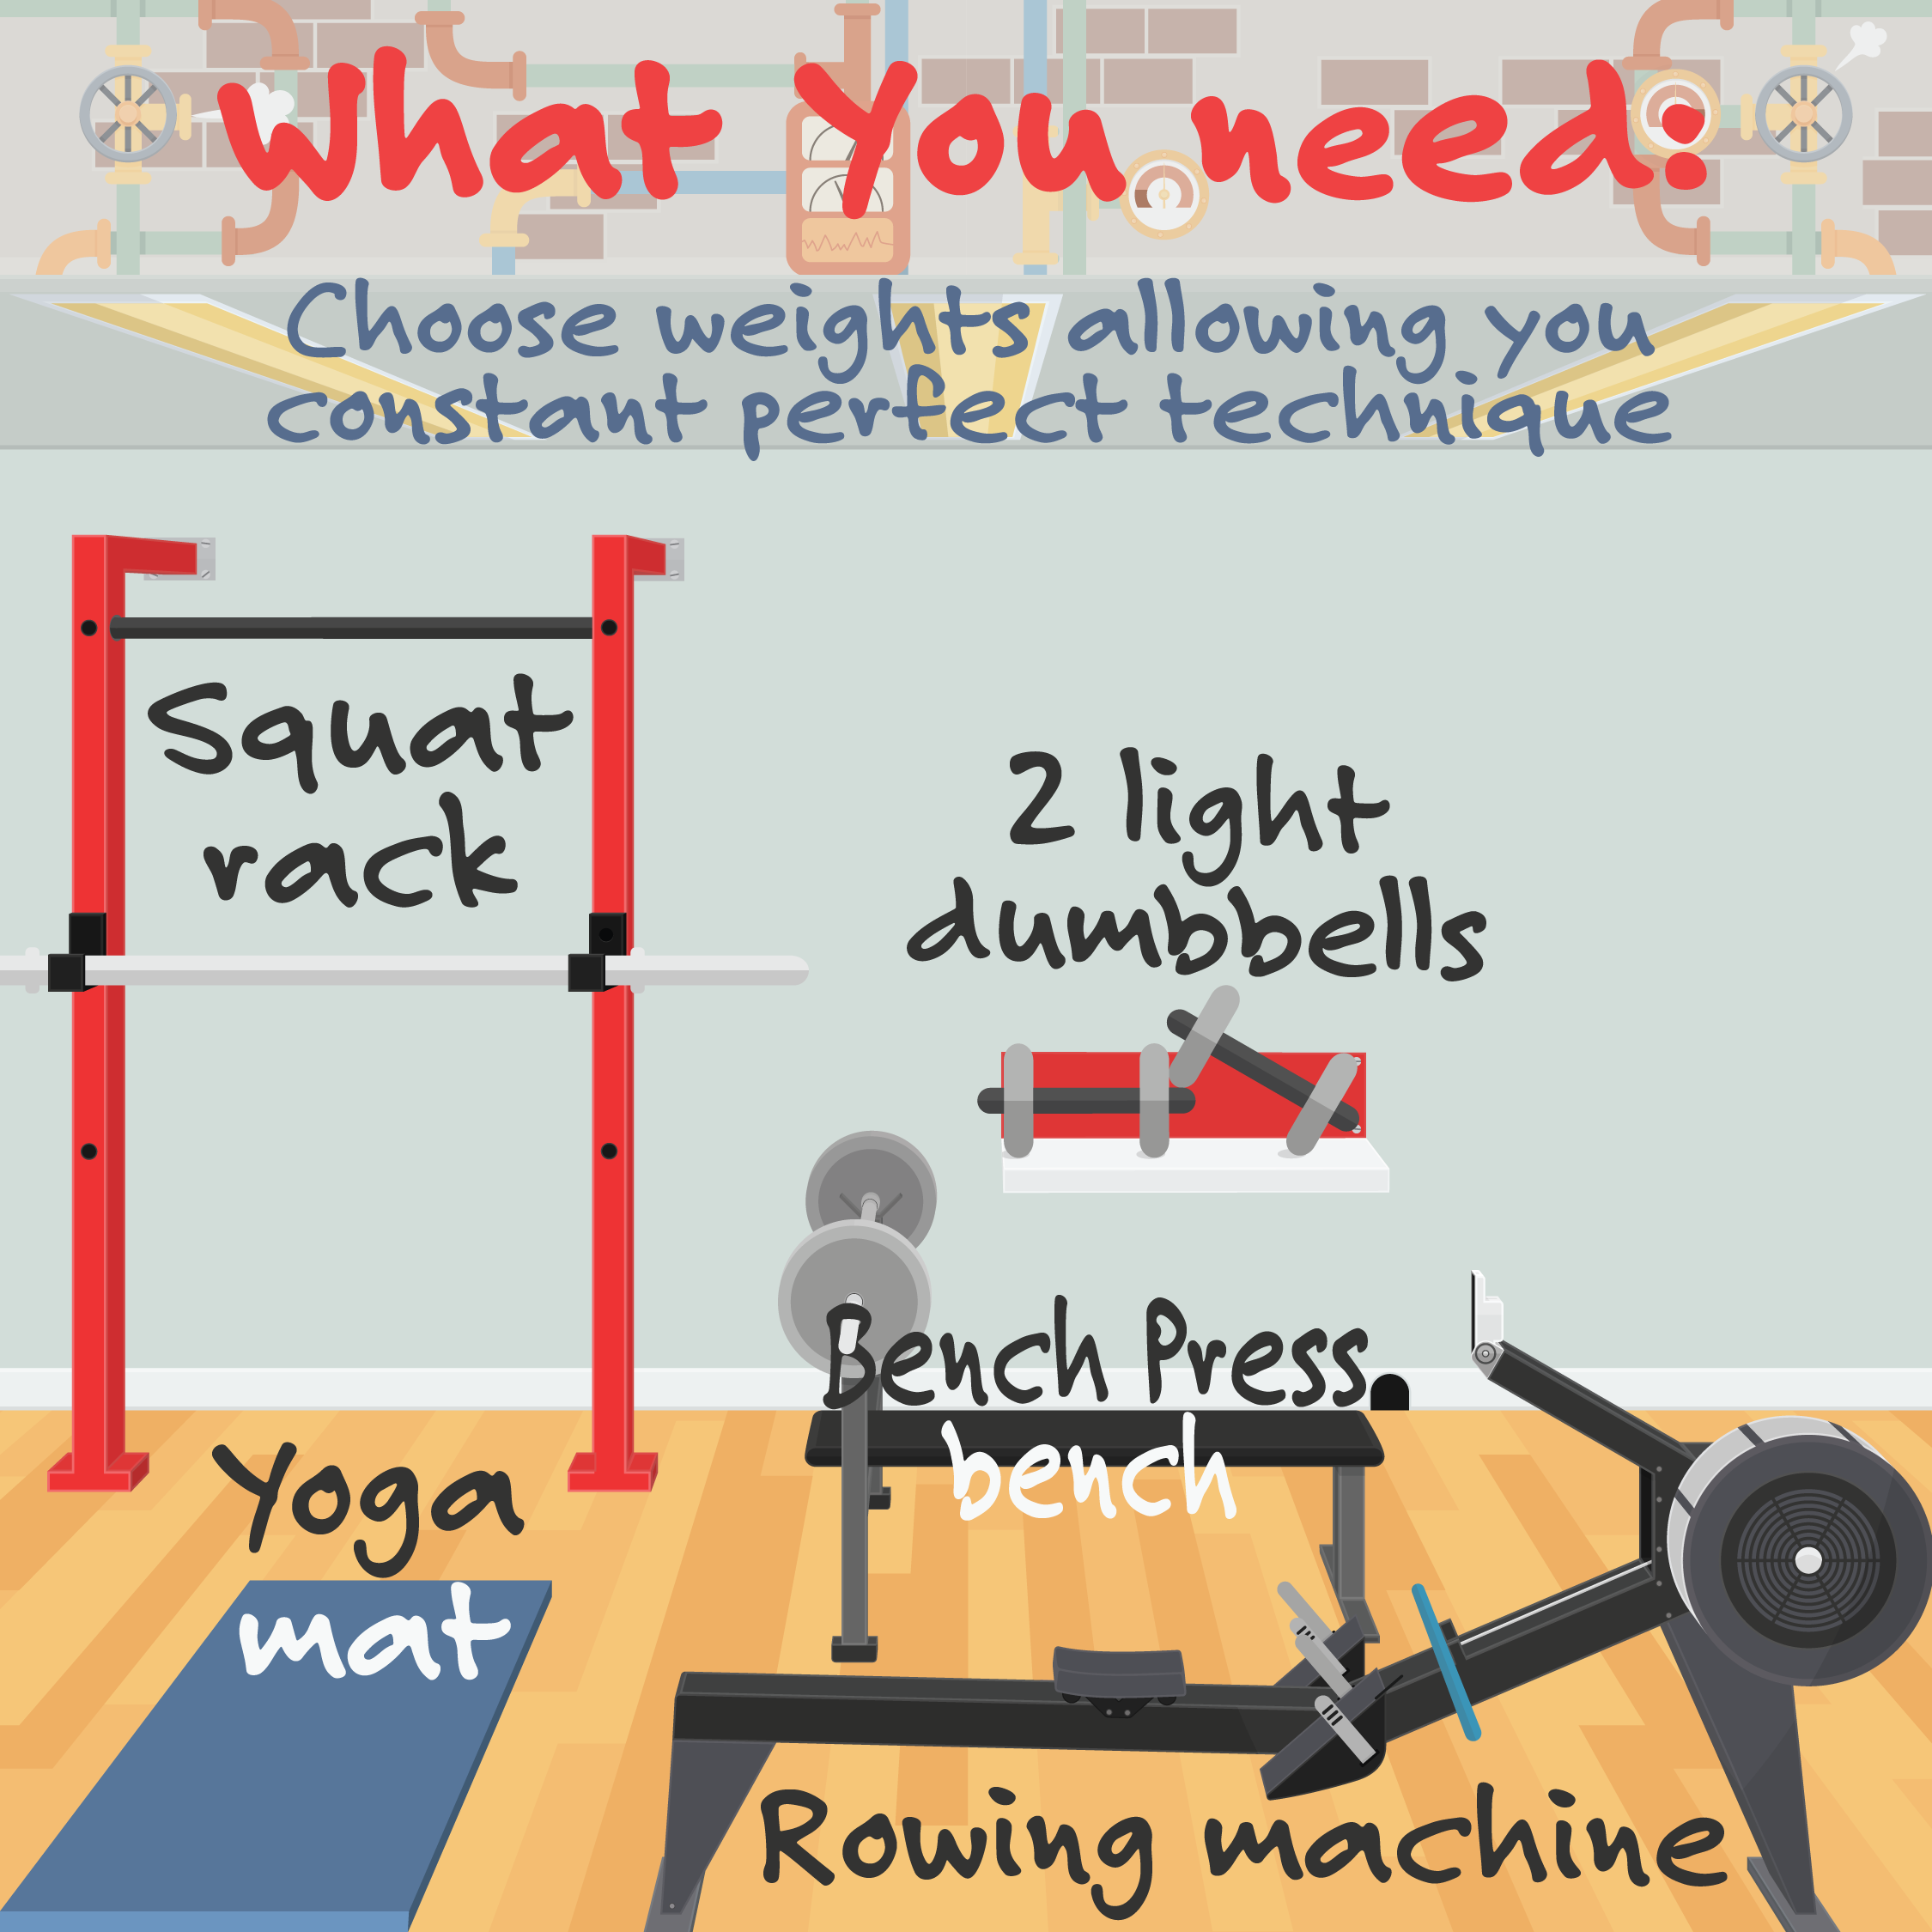 What You need:
Choose weights allowing you
constant perfect technique
Squat
rack
2 light
dumbbells
Bench Press
bench
Yoga
mat
Rowing machine